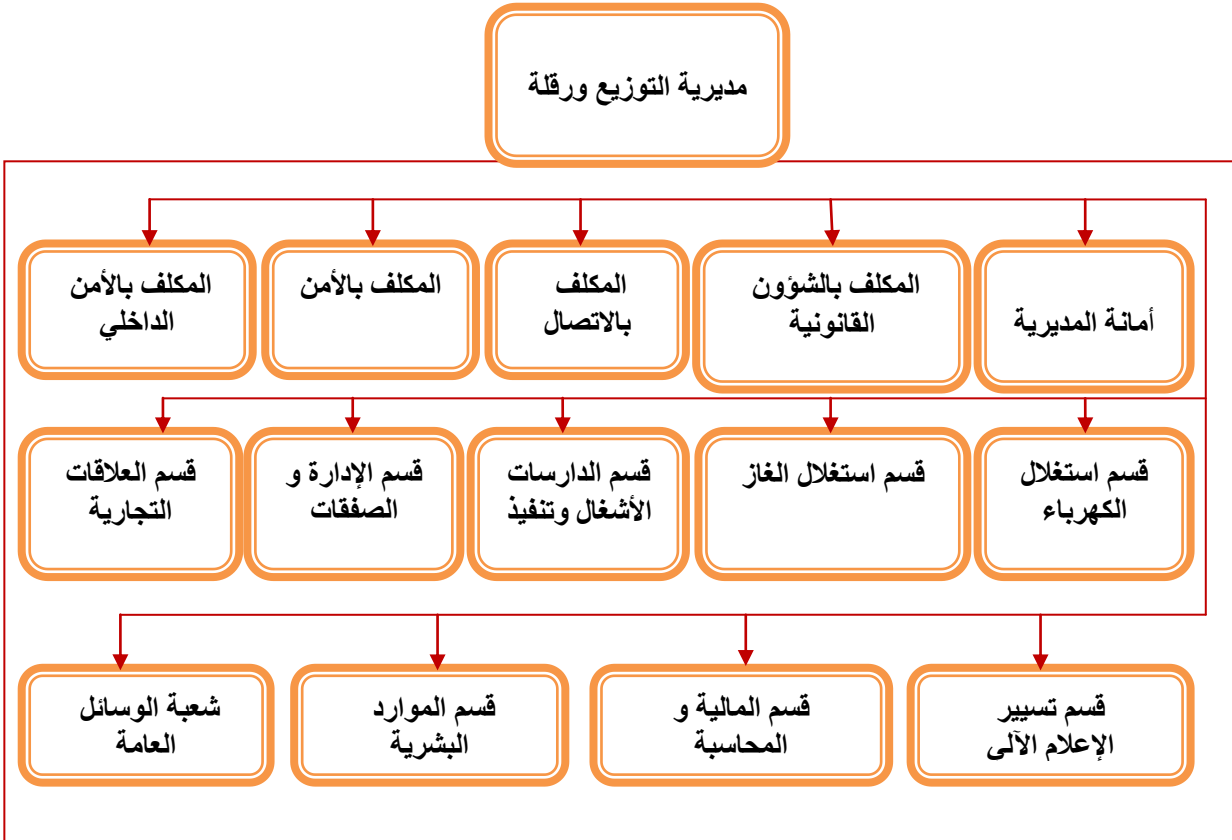 مديرية التوزيع ورقلة
أمانة المديرية
المكلف بالشؤون
القانونية
المكلف
بالاتصال
المكلف بالأمن
المكلف بالأمن
الداخلي
قسم استغلال
الكهرباء
قسم استغلال الغاز
قسم الدارسات
الأشغال وتنفيذ
قسم الإدارة و
الصفقات
قسم العلاقات
التجارية
قسم تسيير
الإعلام الآلى
قسم المالية و
المحاسبة
قسم الموارد
البشرية
شعبة الوسائل
العامة